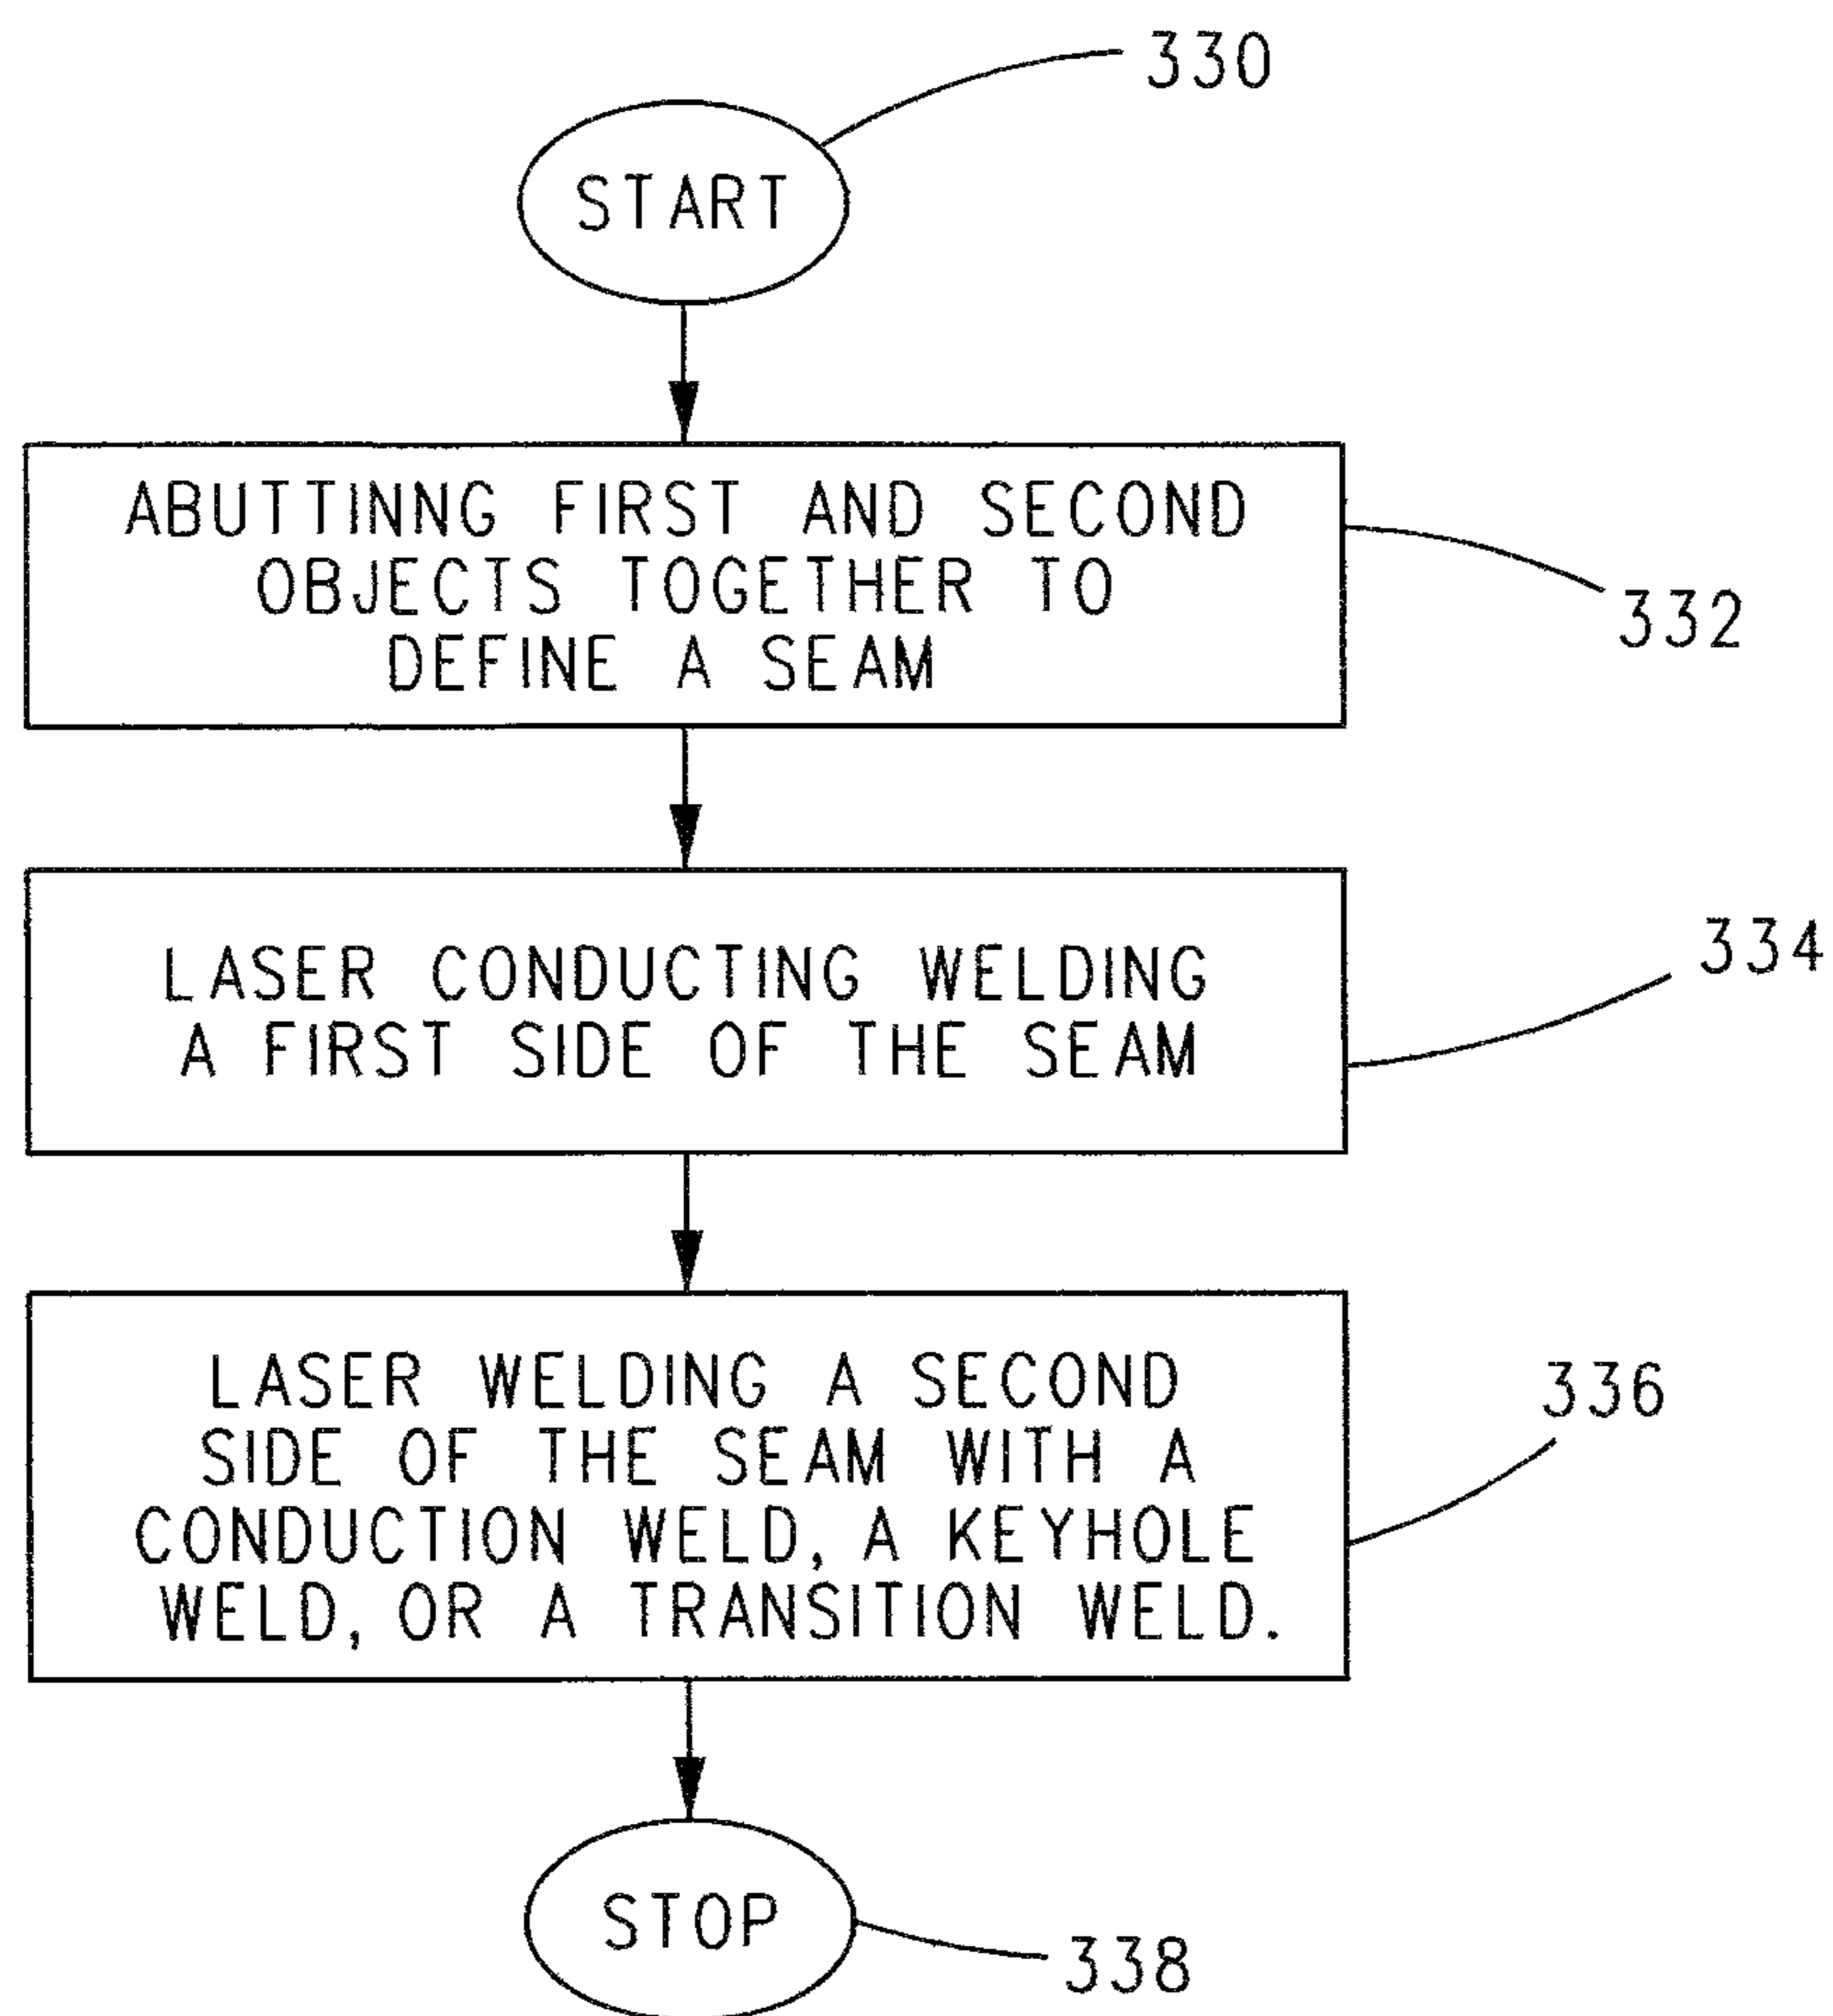 330
START
ABUTTINNG FIRST AND SECOND
OBJECTS TOGETHER TO
DEFINE A SEAM
332
LASER CONDUCTING WELDING
A FIRST SIDE OF THE SEAM
334
LASER WELDING A SECOND
SIDE OF THE SEAM WITH A
CONDUCTION WELD, A KEYHOLE
WELD, OR A TRANSITION WELD.
336
STOP
338